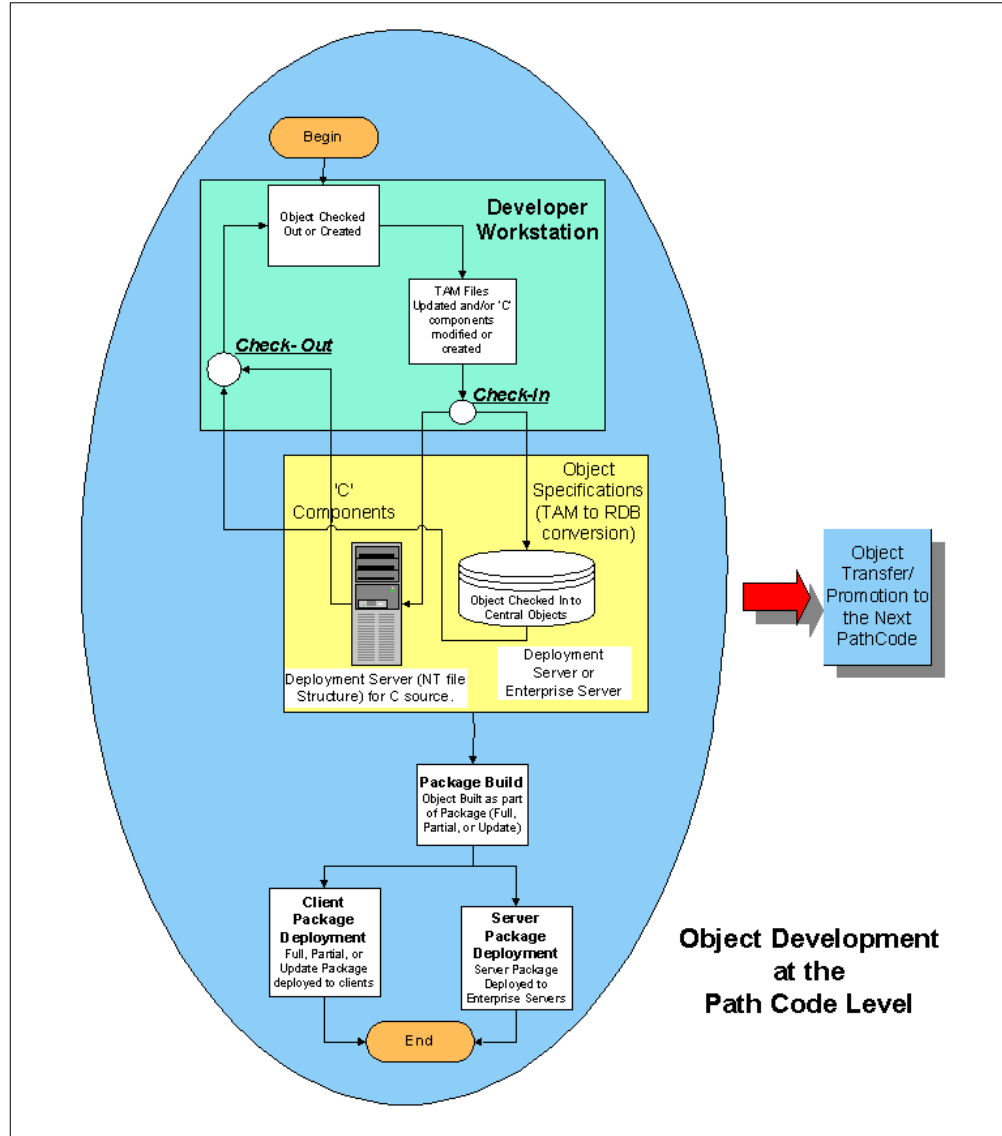 Begin
Developer
Workstation
Object Checked
Out or Created
TAM Files
Updated and/or 'C'
components
modified or
created
Check- Out
Check-In
'C'
Components
Object
Specifications
(TAM to RDB
conversion)
Object Checked In to
Central Objects
Deployment Server (NT file
Structure) for C source.
Deployment
Server or
Enterprise Server
Object
Transfer/
Promotion to
the Next
PathCode
Package Build
Object Built as part
of Package (Full,
Partial, or Update)
Client
Package
Deployment
Full, Partial, or
Update Package
deployed to clients
Server
Package
Deployment
Server Package
Deployed to
Enterprise Servers
End
Object Development
at the
Path Code Level